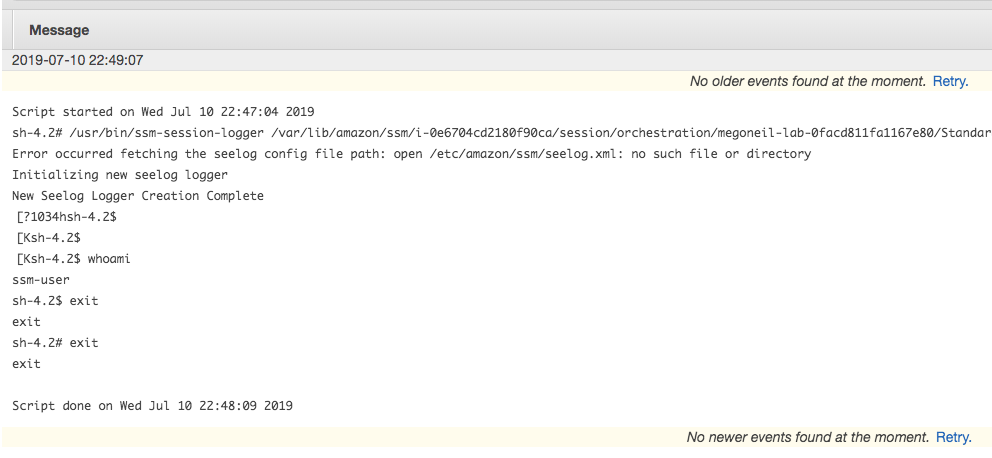 Message
2019-07-10 22:49:07
No older events found at the moment. Retry.
Script started on Wed Jul 10 22:47:04 2019
sh-4.2# /usr/bin/ssm-session-logger /var/lib/amazon/ssm/i-0e6704cd2180f90ca/session/orchestration/megoneil-lab-0facd811fa1167e80/Standar
Error occurred fetching the seelog config file path: open /etc/amazon/ssm/seelog.xml: no such file or directory
Initializing new seelog logger
New Seelog Logger Creation Complete
[?1034hsh-4.2$
[Ksh-4.2$
[Ksh-4.2$ whoami
ssm-user
sh-4.2$ exit
exit
sh-4.2# exit
exit
Script done on Wed Jul 10 22:48:09 2019
No newer events found at the moment. Retry.